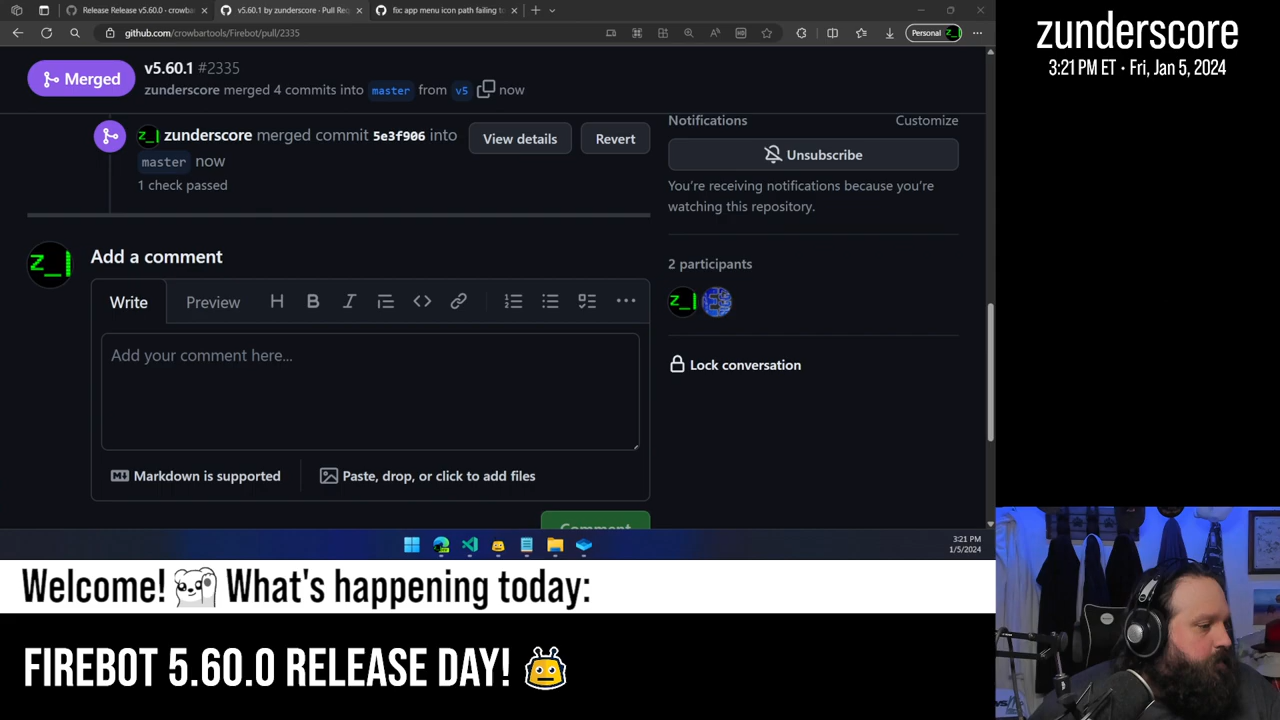 Release Release v5.60.0 · crowba
v5.60.1 by zunderscore · Pull Req
fix: app menu icon path failing to
github.com/crowbartools/Firebot/pull/2335
Personal
Merged
v5.60.1 #2335
zunderscore merged 4 commits into master from v5 now
zunderscore merged commit 5e3f906 into
master now
1 check passed
View details
Revert
Notifications
Customize
Unsubscribe
You're receiving notifications because you're
watching this repository.
2 participants
Lock conversation
Add a comment
Write
Preview
Add your comment here...
Markdown is supported
Paste, drop, or click to add files
Comment
3:21 PM
1/5/2024
zunderscore
3:21 PM ET • Fri, Jan 5, 2024
Welcome! What's happening today:
FIREBOT 5.60.0 RELEASE DAY!